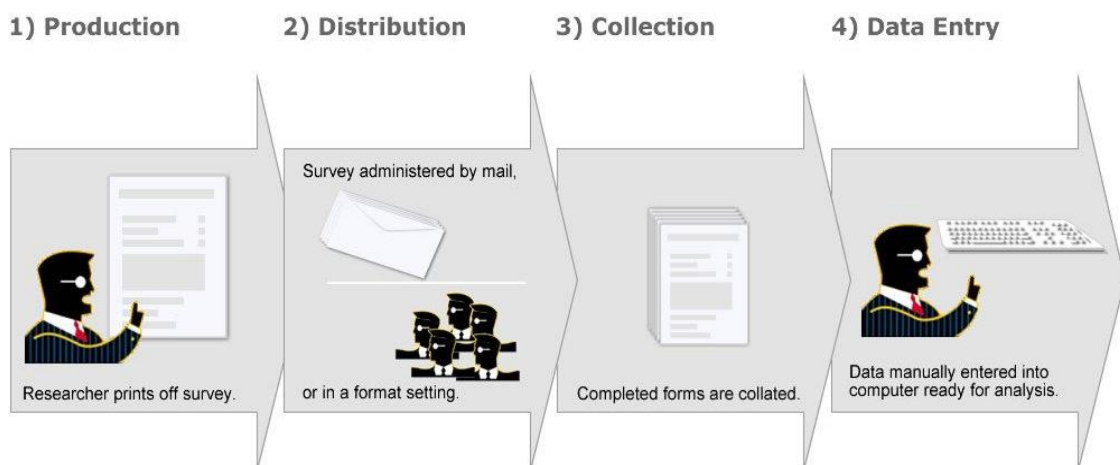 1) Production
2) Distribution
3) Collection
4) Data Entry
Researcher prints off survey.
Survey administered by mail,
or in a format setting.
Completed forms are collated.
Data manually entered into
computer ready for analysis.